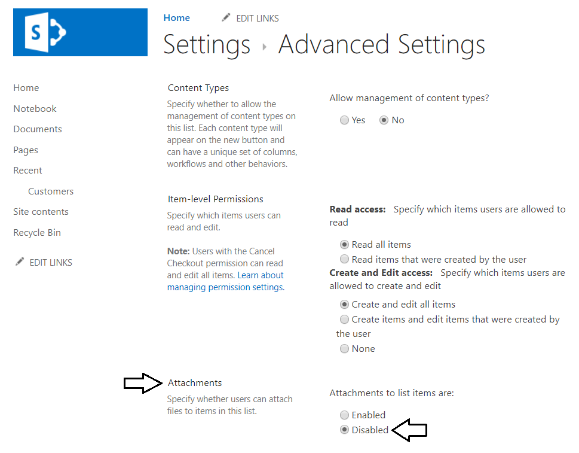 S
Home
EDIT LINKS
Settings › Advanced Settings
Home
Notebook
Documents
Pages
Recent
Customers
Site contents
Recycle Bin
EDIT LINKS
Content Types
Specify whether to allow the
management of content types on
this list. Each content type will
appear on the new button and
can have a unique set of columns,
workflows and other behaviors.
Allow management of content types?
Yes No
Item-level Permissions
Specify which items users can
read and edit.
Note: Users with the Cancel
Checkout permission can read
and edit all items. Learn about
managing permission settings.
Read access: Specify which items users are allowed to
read
Read all items
Read items that were created by the user
Create and Edit access: Specify which items users are
allowed to create and edit
Create and edit all items
Create items and edit items that were created by
the user
None
Attachments
Specify whether users can attach
files to items in this list.
Attachments to list items are:
Enabled
Disabled